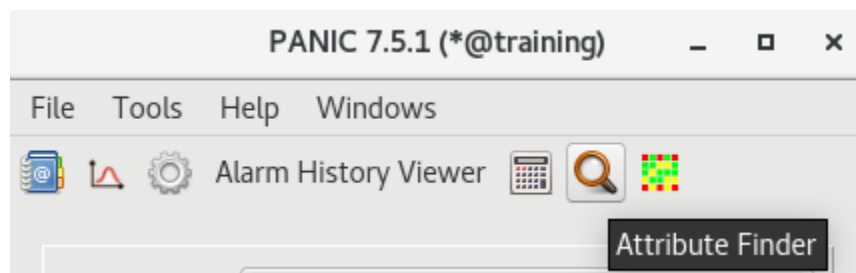 PANIC 7.5.1 (*@training)
File Tools Help Windows
@ Alarm History Viewer
Attribute Finder